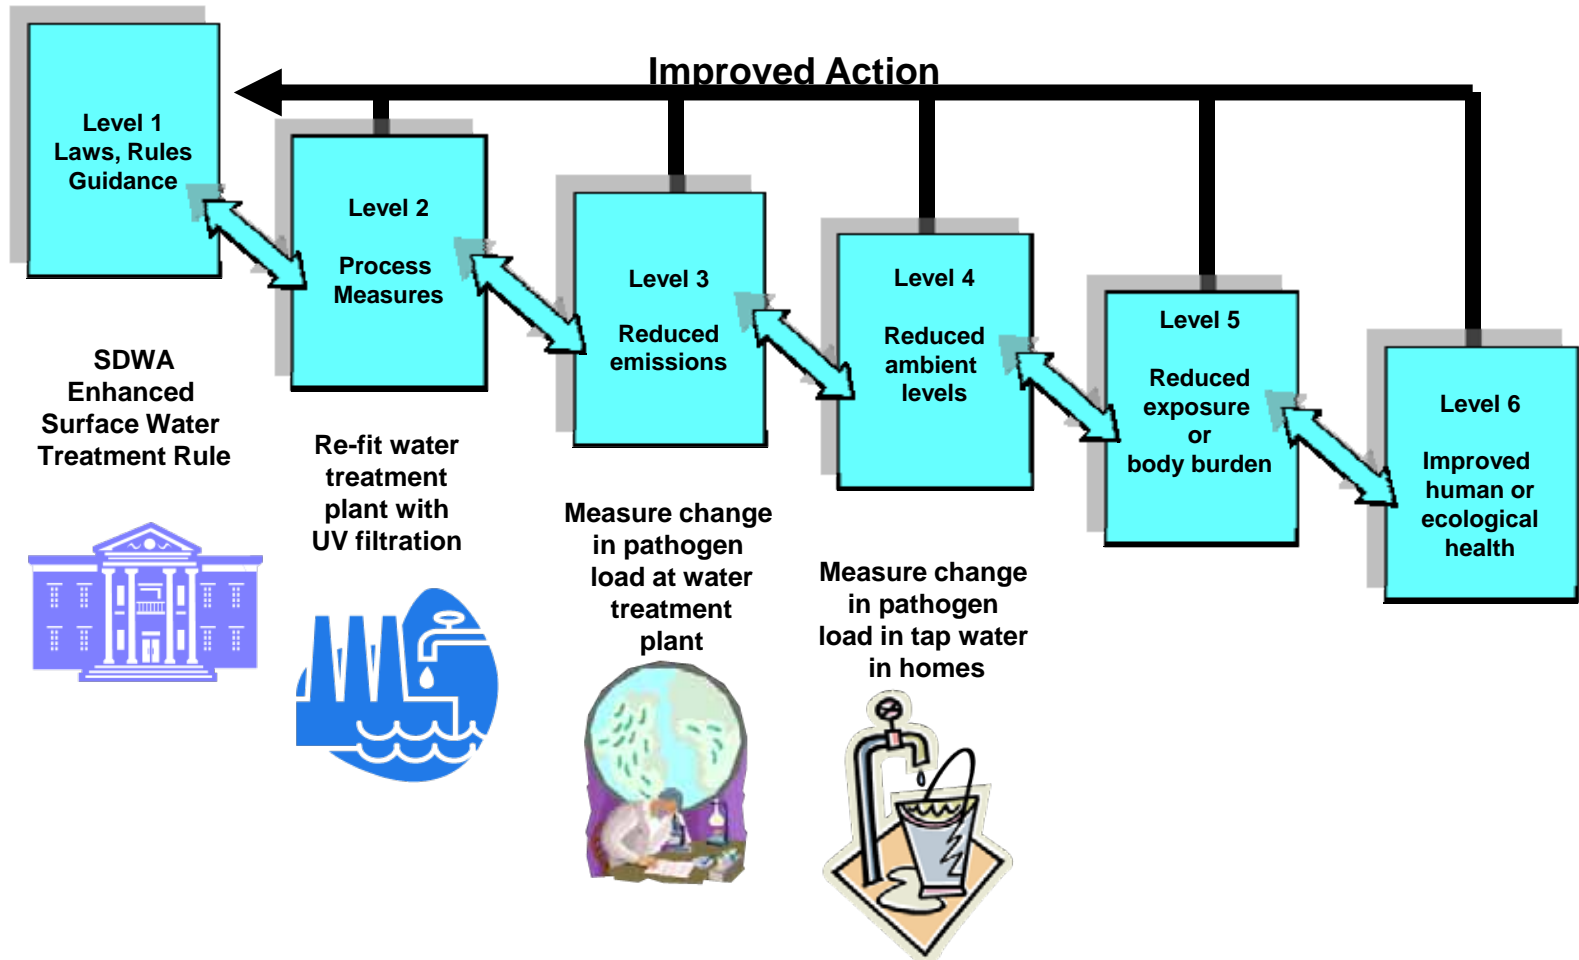 Improved Action
Level 1
Laws, Rules
Guidance
Level 2
Process
Measures
Level 3
Reduced
emissions
Level 4
Reduced
ambient
levels
Level 5
Reduced
exposure
or
body burden
Level 6
Improved
human or
ecological
health
SDWA
Enhanced
Surface Water
Treatment Rule
Re-fit water
treatment
plant with
UV filtration
Measure change
in pathogen
load at water
treatment
plant
Measure change
in pathogen
load in tap water
in homes